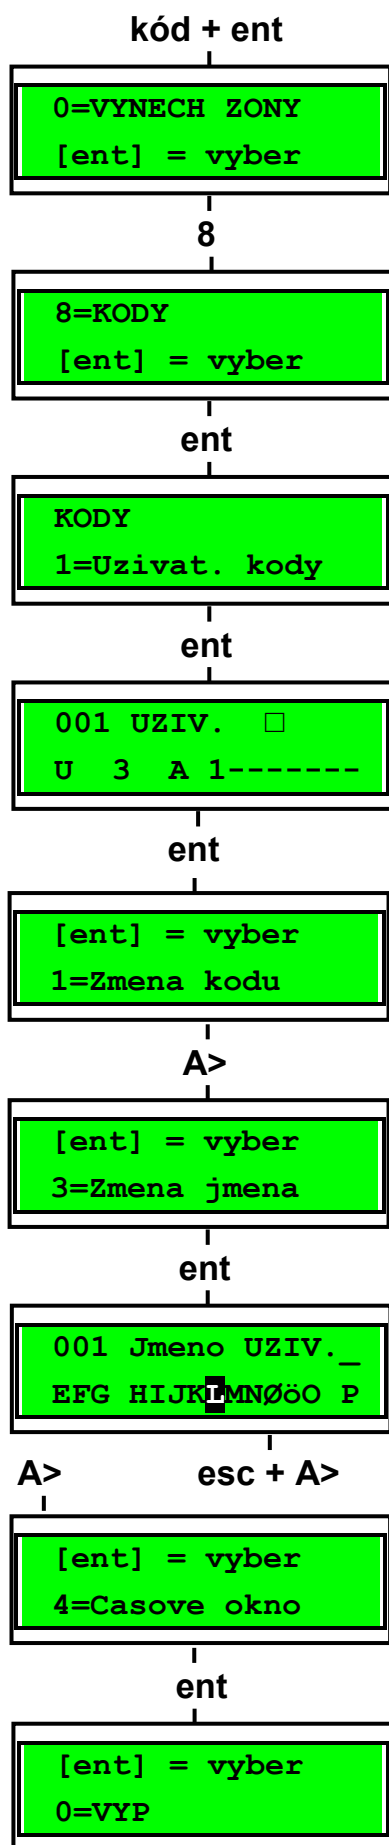 kód + ent
0=VYNECH ZONY
[ent] = vyber
8
8=KODY
[ent] = vyber
ent
KODY
1=Uzivat. kody
ent
001 UZIV. □
U 3 A 1-------
ent
[ent] = vyber
1=Zmena kodu
A>
[ent] = vyber
3=Zmena jmena
ent
001 Jmeno UZIV._
EFG HIJKLMNØöO P
A> esc + A>
[ent] = vyber
4=Casove okno
ent
[ent] = vyber
0=VYP